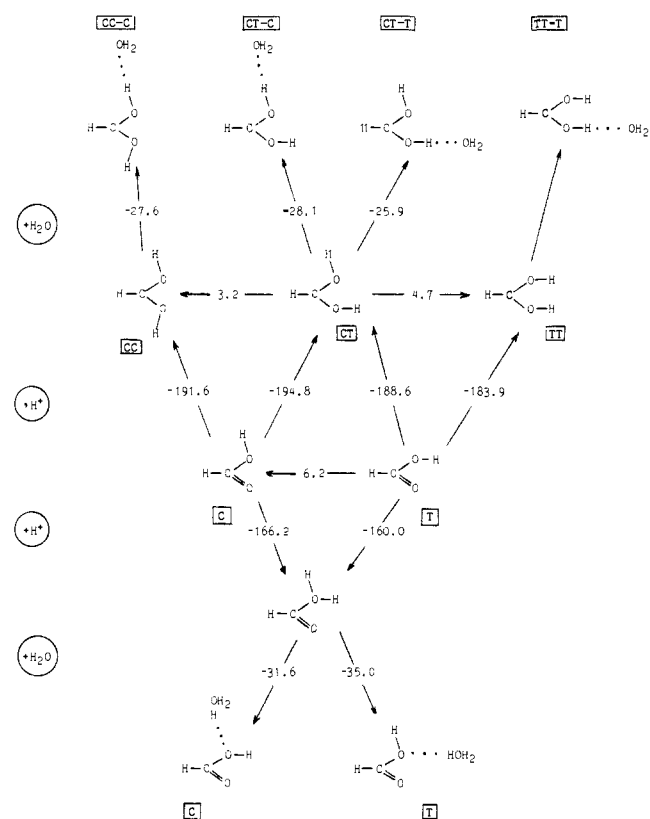 CC-C CT-C CT-T TT-T
OH₂ OH₂
H H H O-H
O O O H-C
H-C H-C 11 C O-H···OH₂
O O-H O-H···OH₂
H
-27.6 -28.1 -25.9
+H₂O
H H
O O O-H
H-C 3.2 H-C 4.7 H-C
O O-H O-H
H
CC CT TT
-191.6 -194.8 -188.6 -183.9
+H⁺
H
O O-H
H-C 6.2 H-C
O O
C T
+H⁺
-166.2 -160.0
H
O-H
H-C
O
+H₂O
-31.6 -35.0
OH₂
H H
O-H O····HOH₂
H-C H-C
O O
C T